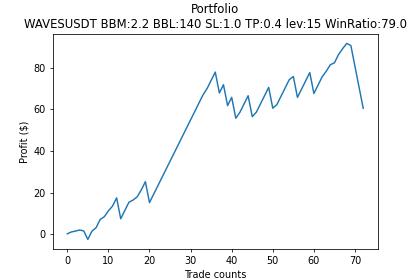 Portfolio
WAVESUSDT BBM:2.2 BBL:140 SL:1.0 TP:0.4 lev:15 WinRatio:79.0
80
60
40
20
0
Profit ($)
0 10 20 30 40 50 60 70
Trade counts